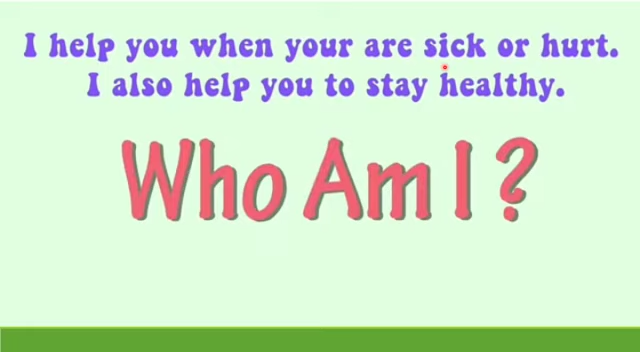 I help you when your are sick or hurt.
I also help you to stay healthy.
Who Am I ?